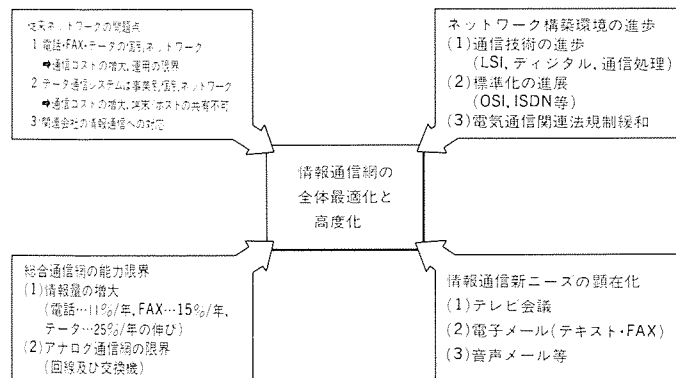 従来ネットワークの問題点
1 電話・FAX・データの個別ネットワーク
➡通信コストの増大, 運用の限界
2 データ通信システムは事業別個別ネットワーク
➡通信コストの増大, 端末・ホストの共有不可
3 関連会社の情報通信への対応
ネットワーク構築環境の進歩
(1)通信技術の進歩
(LSI, ディジタル, 通信処理)
(2)標準化の進展
(OSI, ISDN等)
(3)電気通信関連法規制緩和
情報通信網の
全体最適化と
高度化
総合通信網の能力限界
(1)情報量の増大
(電話…11%/年, FAX…15%/年,
データ…25%/年の伸び)
(2)アナログ通信網の限界
(回線及び交換機)
情報通信新ニーズの顕在化
(1)テレビ会議
(2)電子メール(テキスト・FAX)
(3)音声メール等